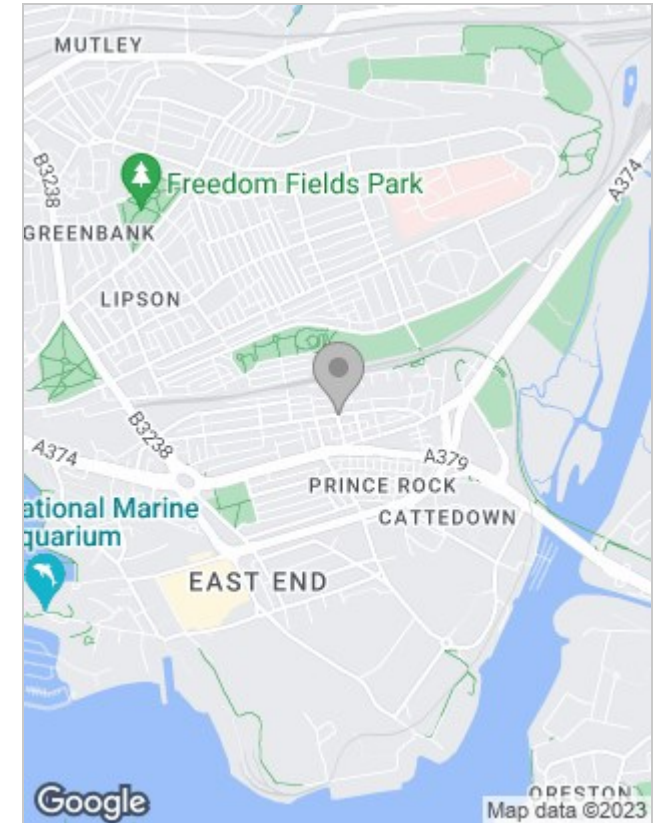 MUTLEY
B3238
Freedom Fields Park
A374
GREENBANK
LIPSON
B3238
A374
A379
PRINCE ROCK
ational Marine
quarium
CATTEDOWN
EAST END
ORESTON
Google
Map data ©2023